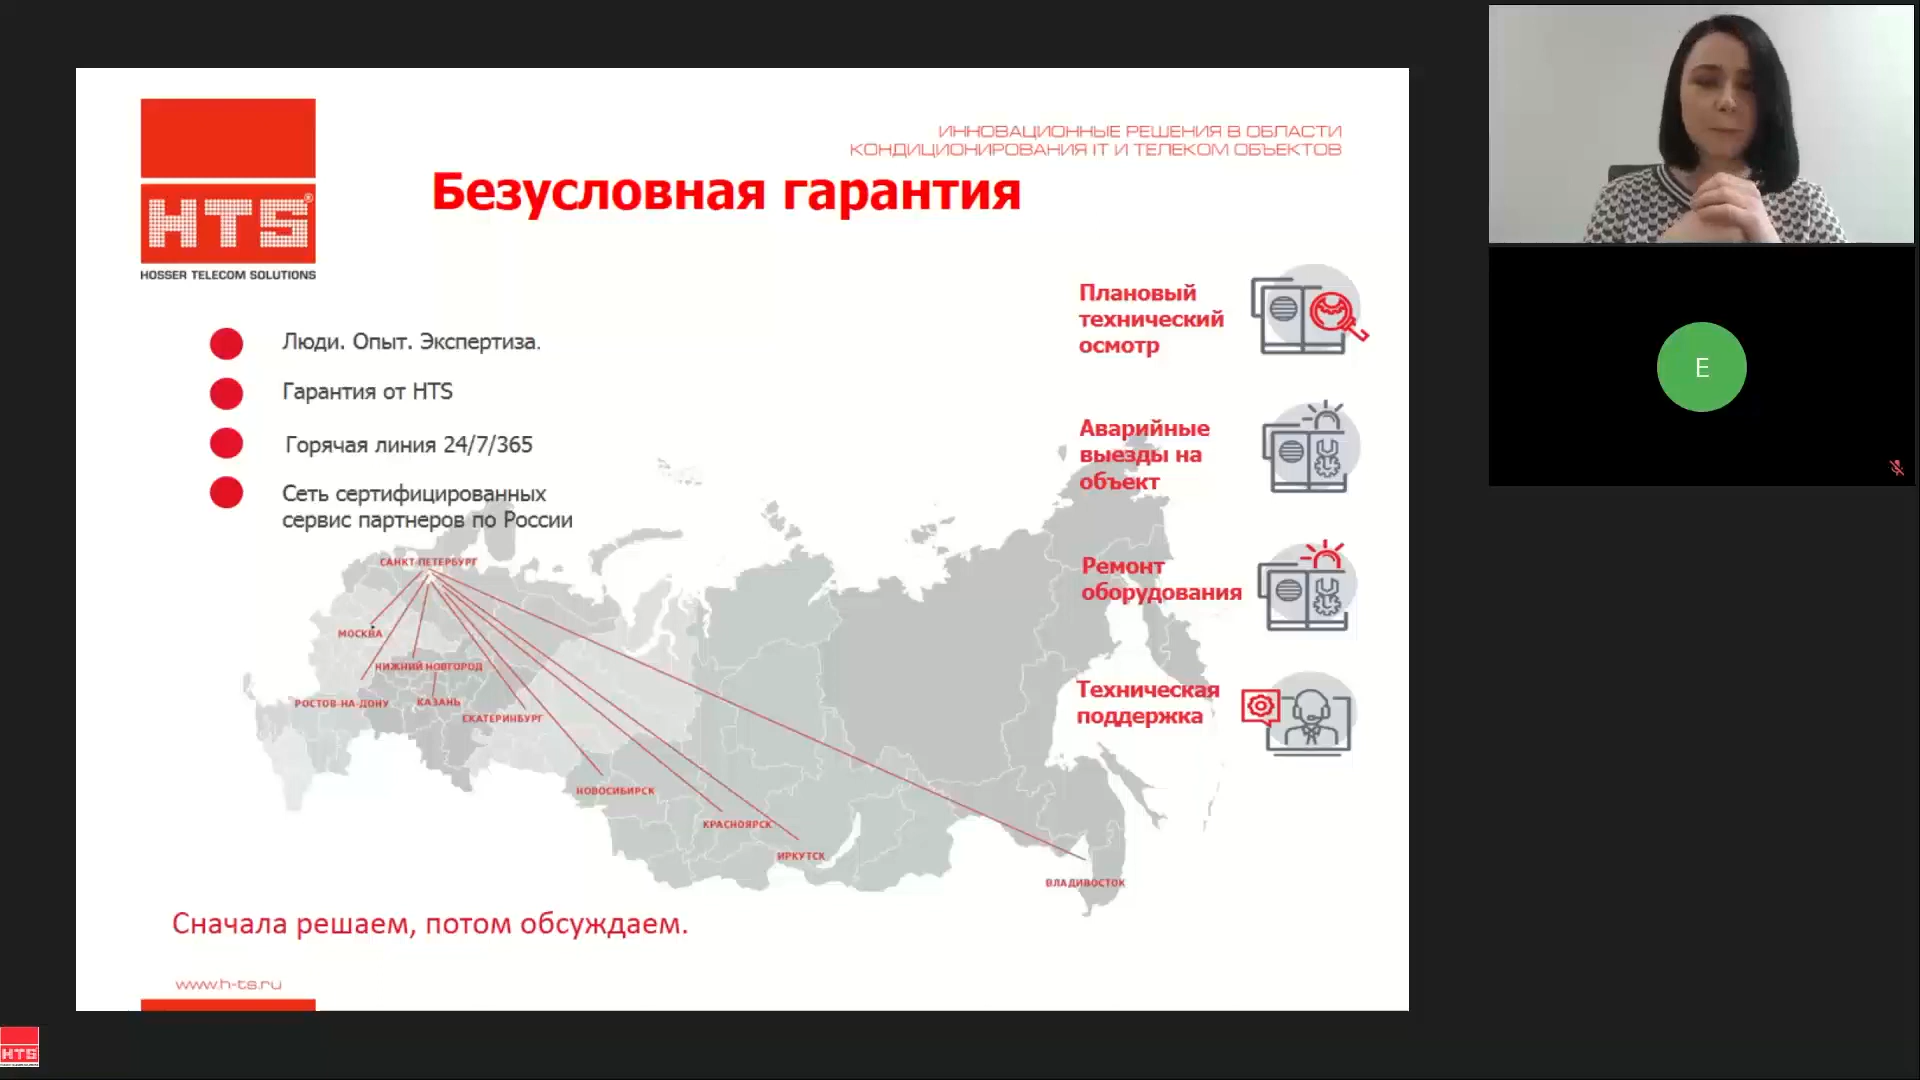 HTS®
HOSSER TELECOM SOLUTIONS
ИННОВАЦИОННЫЕ РЕШЕНИЯ В ОБЛАСТИ
КОНДИЦИОНИРОВАНИЯ IT И ТЕЛЕКОМ ОБЪЕКТОВ
Безусловная гарантия
Люди. Опыт. Экспертиза.
Гарантия от HTS
Горячая линия 24/7/365
Сеть сертифицированных
сервис партнеров по России
Плановый
технический
осмотр
Аварийные
выезды на
объект
Ремонт
оборудования
Техническая
поддержка
САНКТ-ПЕТЕРБУРГ
МОСКВА
НИЖНИЙ НОВГОРОД
РОСТОВ-НА-ДОНУ
КАЗАНЬ
ЕКАТЕРИНБУРГ
НОВОСИБИРСК
КРАСНОЯРСК
ИРКУТСК
ВЛАДИВОСТОК
Сначала решаем, потом обсуждаем.
www.h-ts.ru
E
HTS